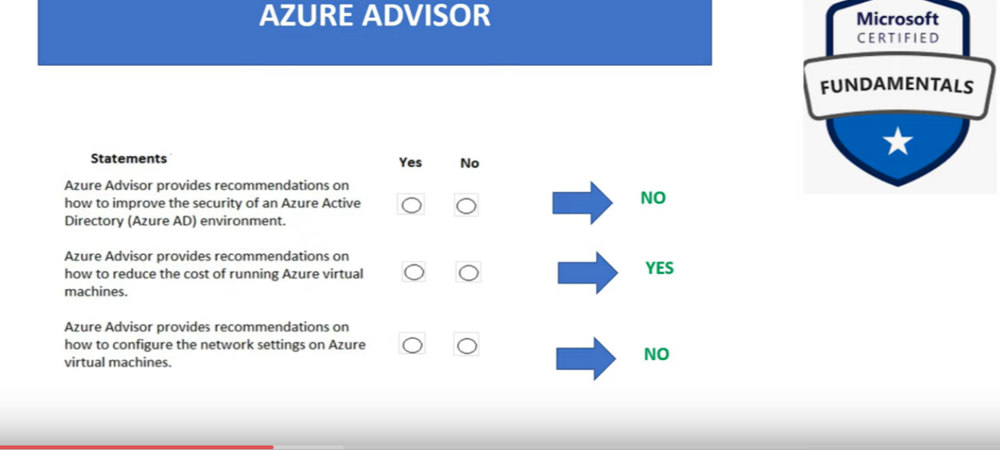 AZURE ADVISOR
Microsoft
CERTIFIED
FUNDAMENTALS
Statements
Yes No
Azure Advisor provides recommendations on
how to improve the security of an Azure Active
Directory (Azure AD) environment.
NO
Azure Advisor provides recommendations on
how to reduce the cost of running Azure virtual
machines.
YES
Azure Advisor provides recommendations on
how to configure the network settings on Azure
virtual machines.
NO